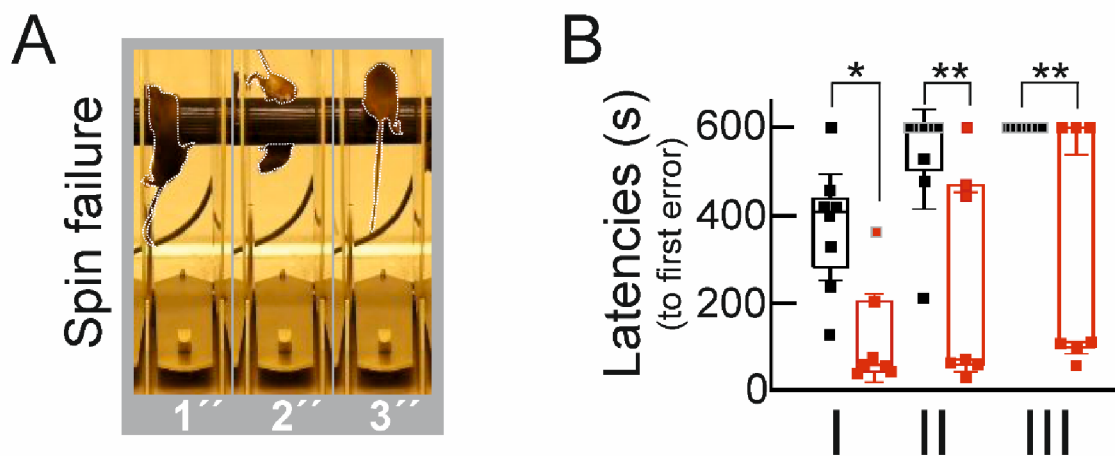 A
Spin failure
1´´ 2´´ 3´´
B
Latencies (s)
(to first error)
* ** **
600
400
200
0
I II III